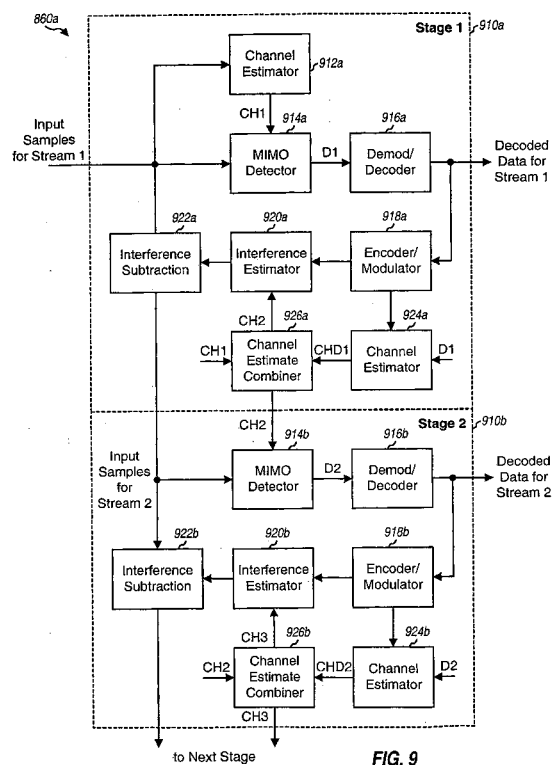 860a
Stage 1
910a
Channel
Estimator
912a
CH1
914a
916a
Input
Samples
for Stream 1
MIMO
Detector
D1
Demod/
Decoder
Decoded
Data for
Stream 1
922a
920a
918a
Interference
Subtraction
Interference
Estimator
Encoder/
Modulator
CH2
926a
924a
CH1
Channel
Estimate
Combiner
CHD1
Channel
Estimator
D1
CH2
Stage 2
910b
914b
916b
Input
Samples
for
Stream 2
MIMO
Detector
D2
Demod/
Decoder
Decoded
Data for
Stream 2
922b
920b
918b
Interference
Subtraction
Interference
Estimator
Encoder/
Modulator
CH3
926b
924b
CH2
Channel
Estimate
Combiner
CHD2
Channel
Estimator
D2
CH3
to Next Stage
FIG. 9